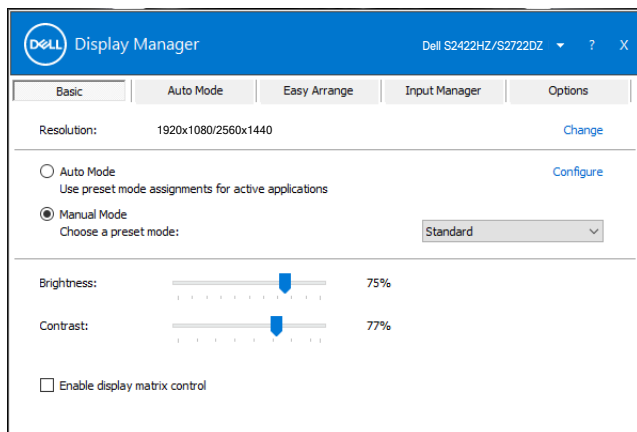 DELL Display Manager Dell S2422HZ/S2722DZ ? X
Basic Auto Mode Easy Arrange Input Manager Options
Resolution: 1920x1080/2560x1440 Change
Auto Mode Configure
Use preset mode assignments for active applications
Manual Mode
Choose a preset mode: Standard
Brightness: 75%
Contrast: 77%
Enable display matrix control